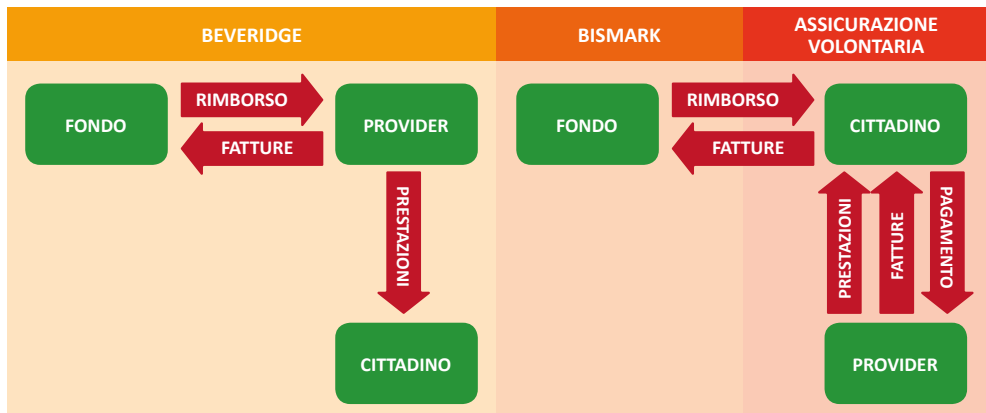 BEVERIDGE
BISMARK
ASSICURAZIONE
VOLONTARIA
FONDO
RIMBORSO
FATTURE
PROVIDER
PRESTAZIONI
CITTADINO
FONDO
RIMBORSO
FATTURE
CITTADINO
PRESTAZIONI
FATTURE
PAGAMENTO
PROVIDER